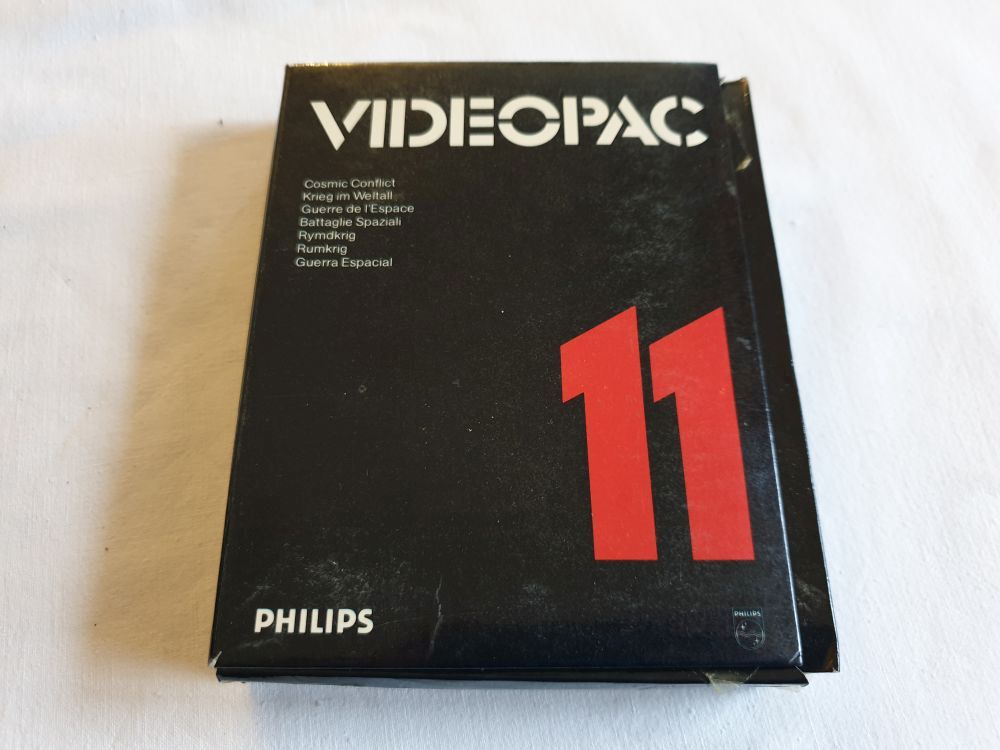 VIDEOPAC
Cosmic Conflict
Krieg im Weltall
Guerre de l'Espace
Battaglie Spaziali
Rymdkrig
Rumkrig
Guerra Espacial
11
PHILIPS
PHILIPS